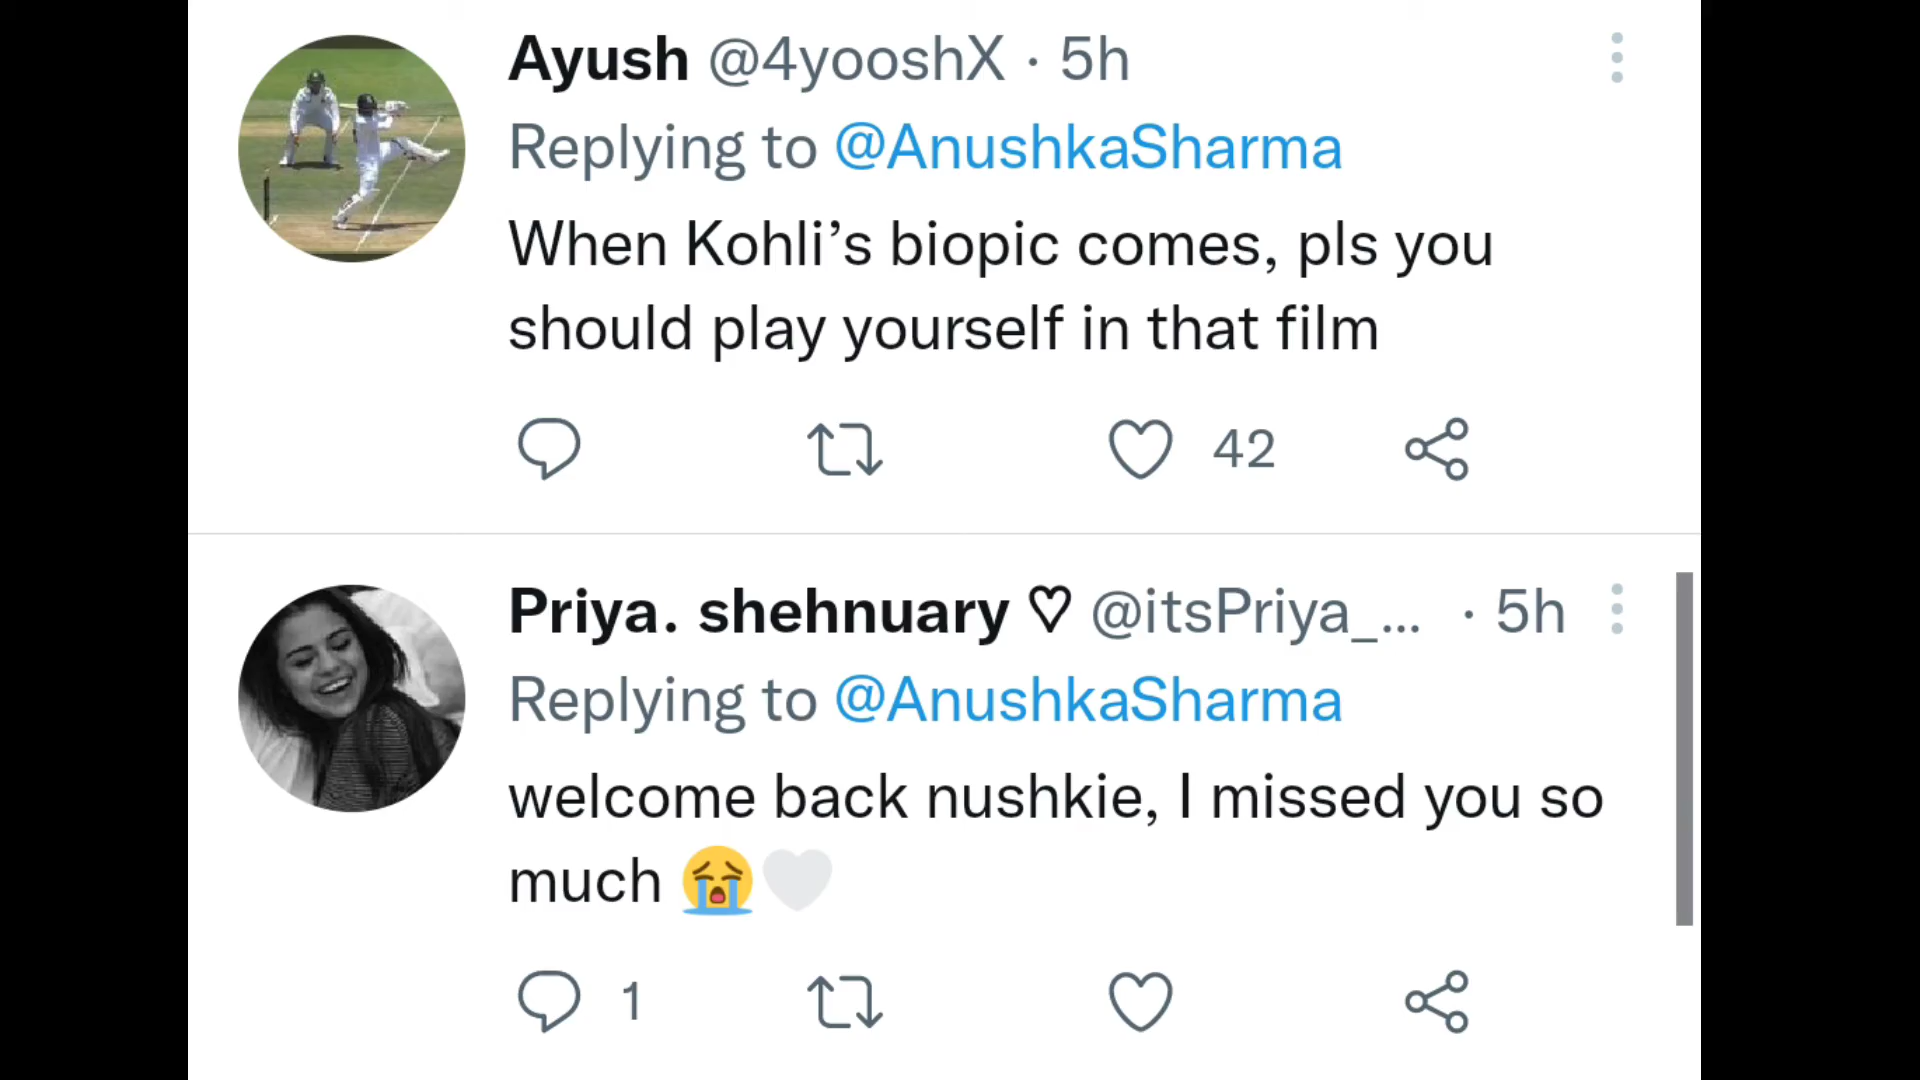 Ayush @4yooshX · 5h
Replying to @AnushkaSharma
When Kohli’s biopic comes, pls you
should play yourself in that film
42
Priya. shehnuary ♡ @itsPriya_... · 5h
Replying to @AnushkaSharma
welcome back nushkie, I missed you so
much 😭🤍
1